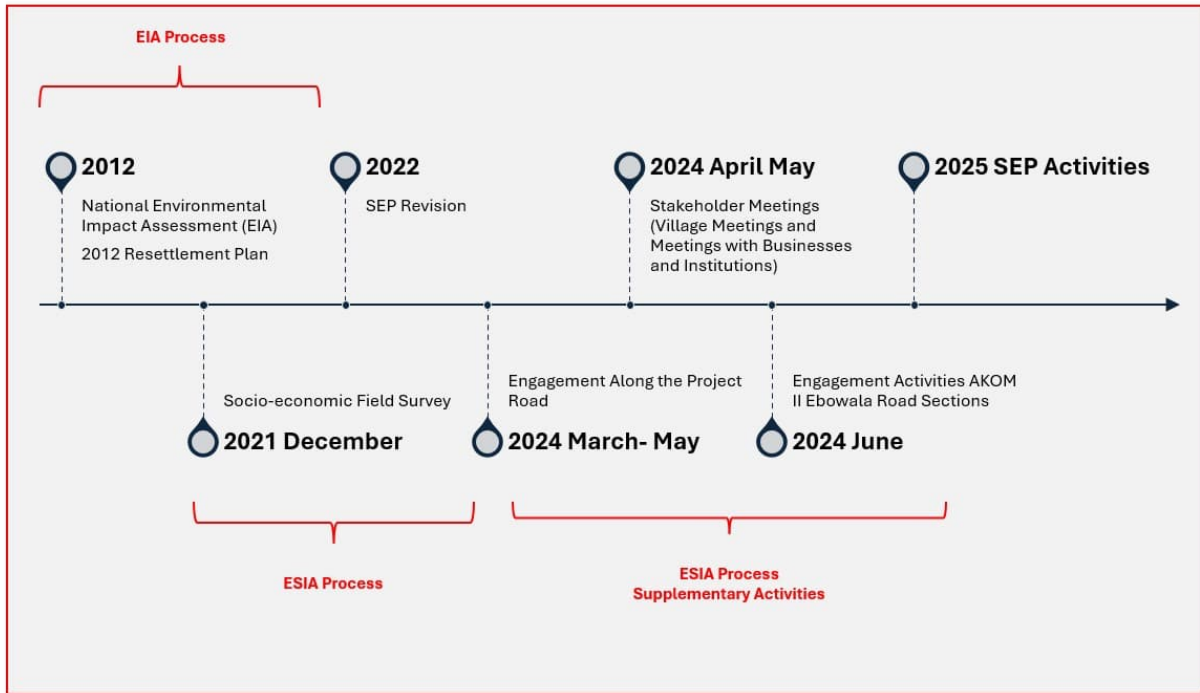 EIA Process
2012
National Environmental
Impact Assessment (EIA)
2012 Resettlement Plan
2022
SEP Revision
2024 April May
Stakeholder Meetings
(Village Meetings and
Meetings with Businesses
and Institutions)
2025 SEP Activities
Socio-economic Field Survey
2021 December
Engagement Along the Project
Road
2024 March- May
Engagement Activities AKOM
II Ebowala Road Sections
2024 June
ESIA Process
ESIA Process
Supplementary Activities